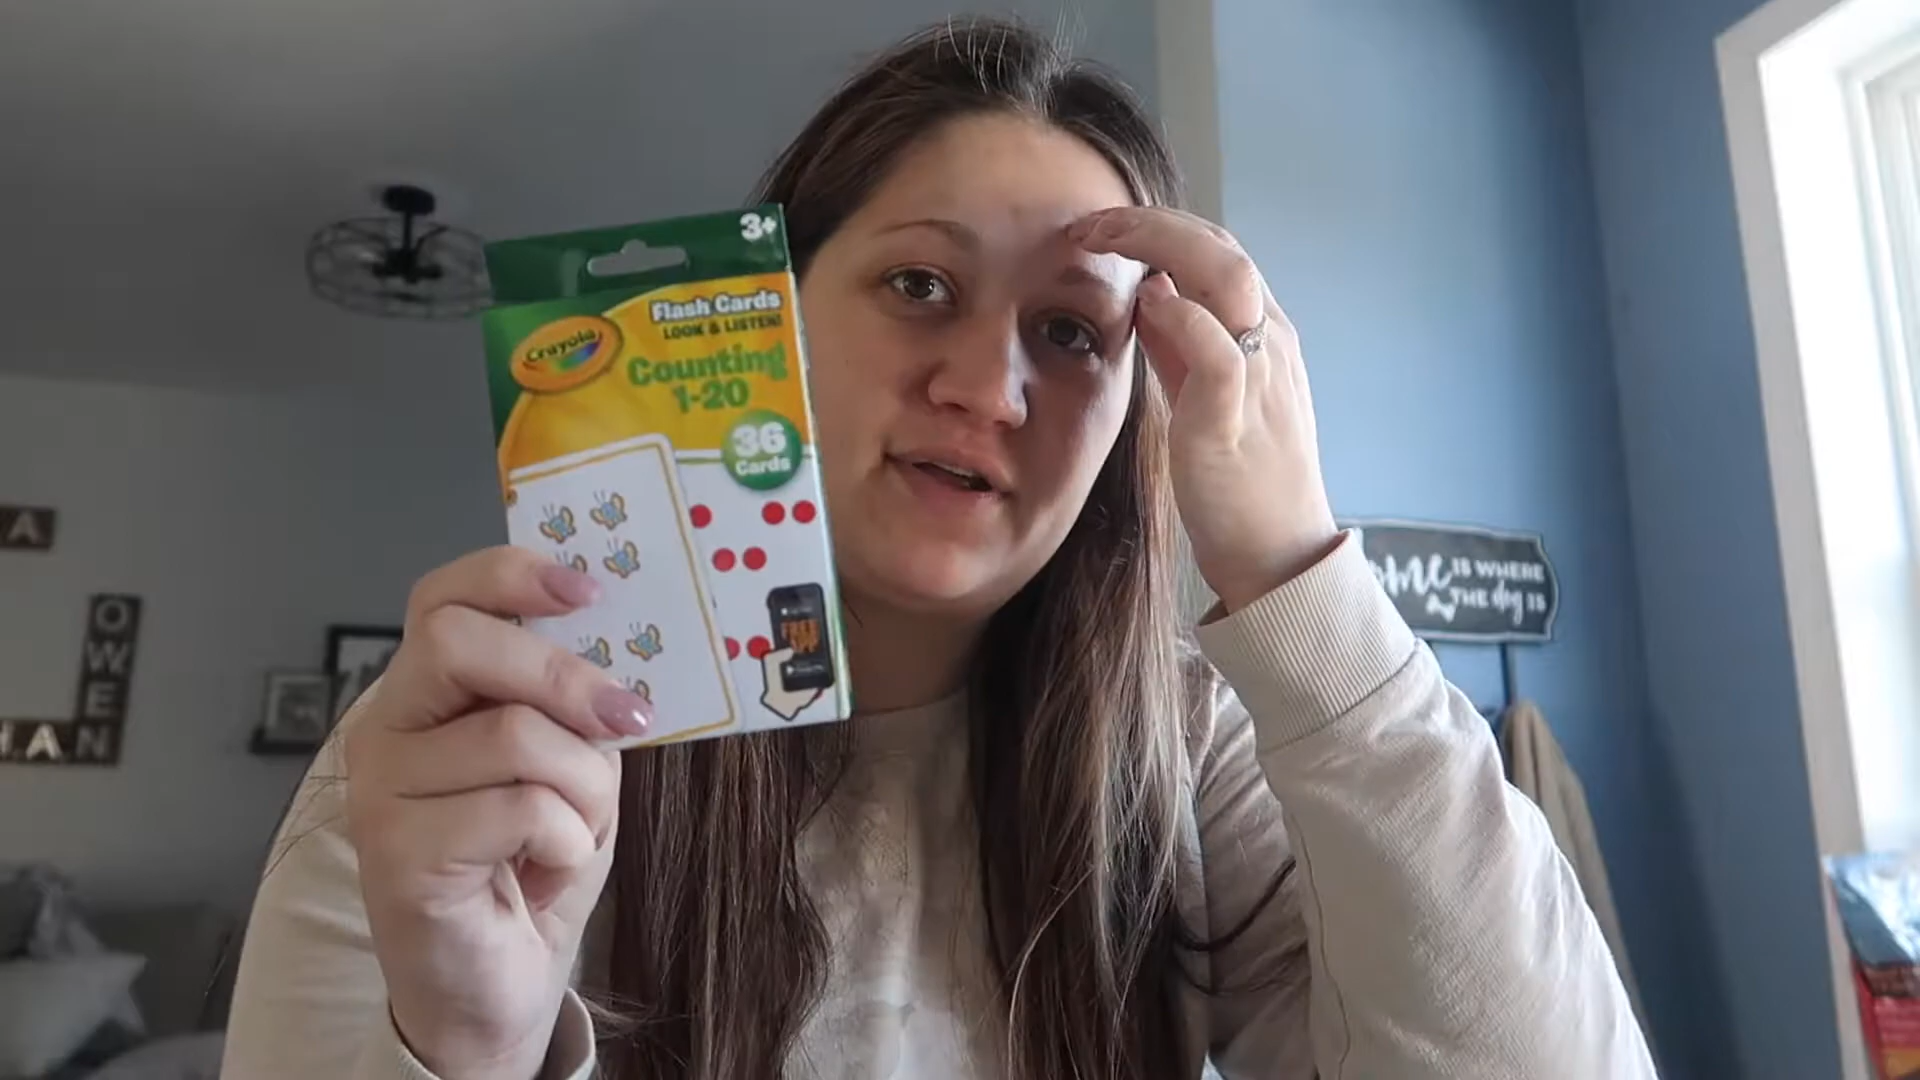 3+
Flash Cards
LOOK & LISTEN!
Crayola
Counting
1-20
36
Cards
FREE
APP
A
OWEN
HAN
IS WHERE
THE dog IS